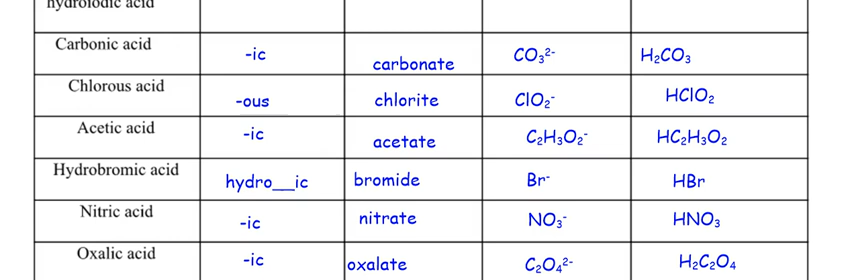 hydroiodic acid
Carbonic acid -ic carbonate CO₃²⁻ H₂CO₃
Chlorous acid -ous chlorite ClO₂⁻ HClO₂
Acetic acid -ic acetate C₂H₃O₂⁻ HC₂H₃O₂
Hydrobromic acid hydro__ic bromide Br⁻ HBr
Nitric acid -ic nitrate NO₃⁻ HNO₃
Oxalic acid -ic oxalate C₂O₄²⁻ H₂C₂O₄